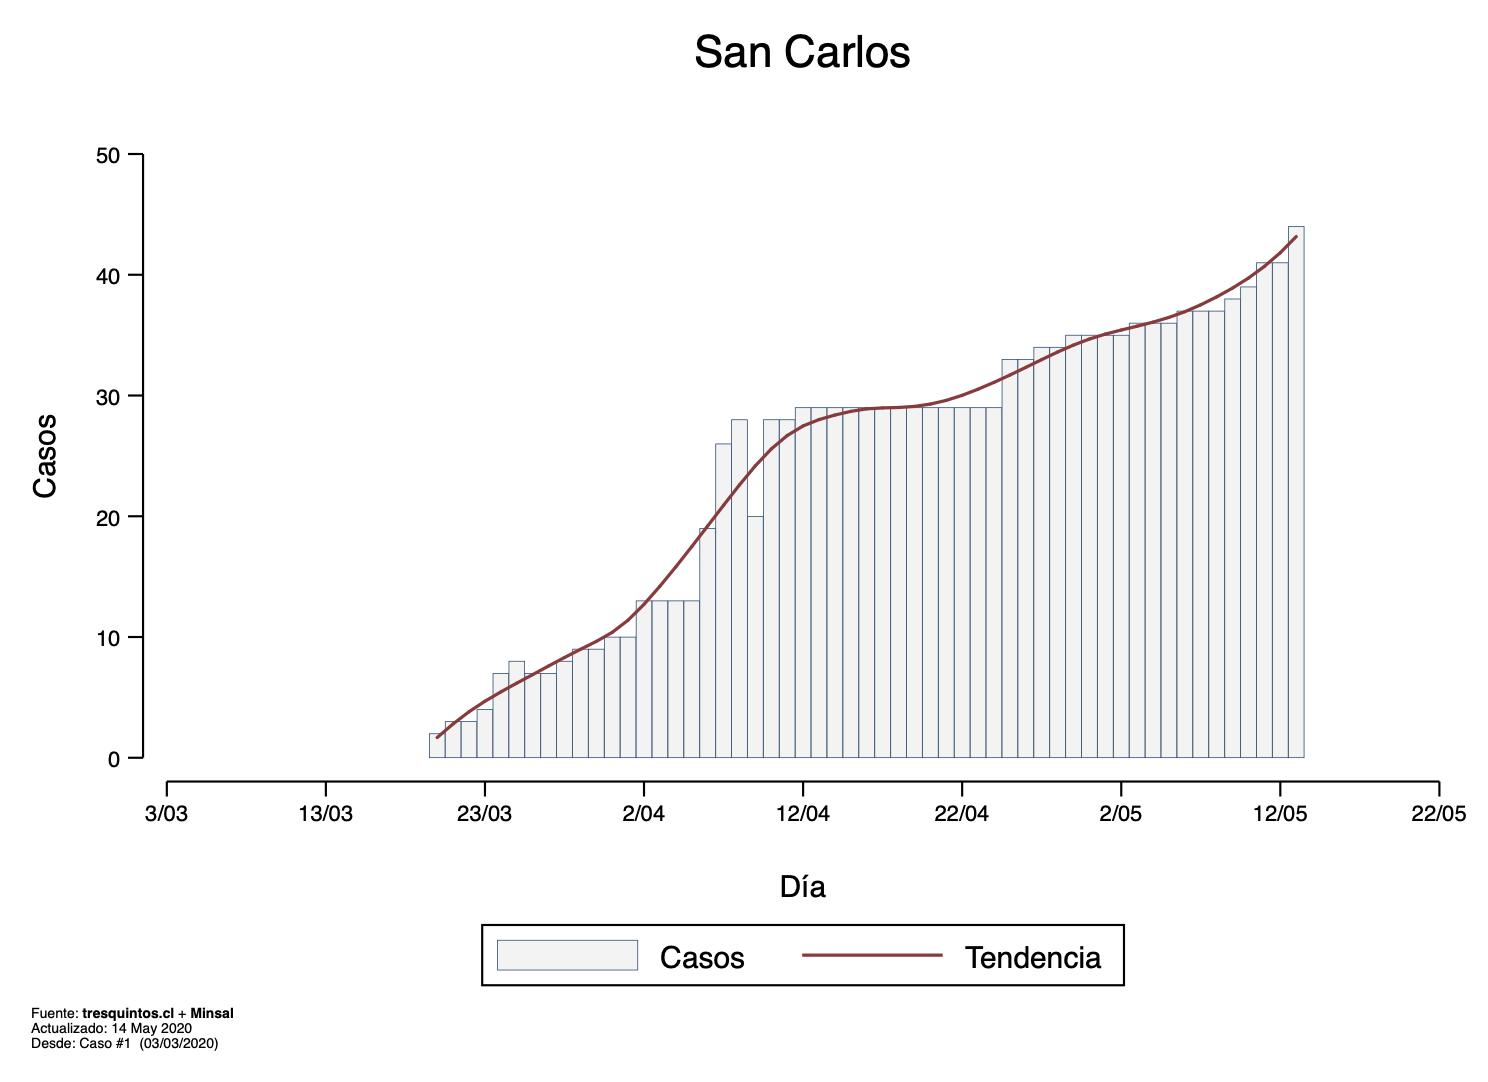 San Carlos
50
40
30
20
10
0
Casos
3/03 13/03 23/03 2/04 12/04 22/04 2/05 12/05 22/05
Día
Casos Tendencia
Fuente: tresquintos.cl + Minsal
Actualizado: 14 May 2020
Desde: Caso #1 (03/03/2020)